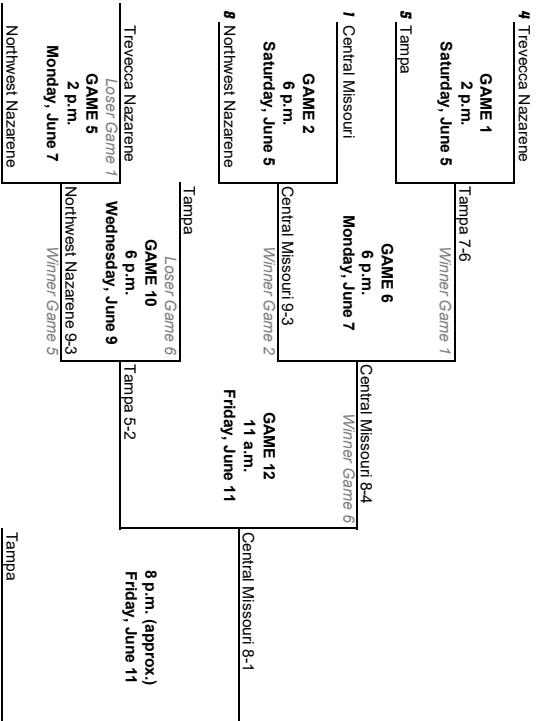 4 Trevecca Nazarene
GAME 1
2 p.m.
Saturday, June 5
5 Tampa
1 Central Missouri
GAME 2
6 p.m.
Saturday, June 5
8 Northwest Nazarene
Trevecca Nazarene
Loser Game 1
GAME 5
2 p.m.
Monday, June 7
Northwest Nazarene
Tampa 7-6
Winner Game 1
GAME 6
6 p.m.
Monday, June 7
Central Missouri 9-3
Winner Game 2
Tampa
Loser Game 6
GAME 10
6 p.m.
Wednesday, June 9
Northwest Nazarene 9-3
Winner Game 5
Central Missouri 8-4
Winner Game 6
GAME 12
11 a.m.
Friday, June 11
Tampa 5-2
Central Missouri 8-1
8 p.m. (approx.)
Friday, June 11
Tampa